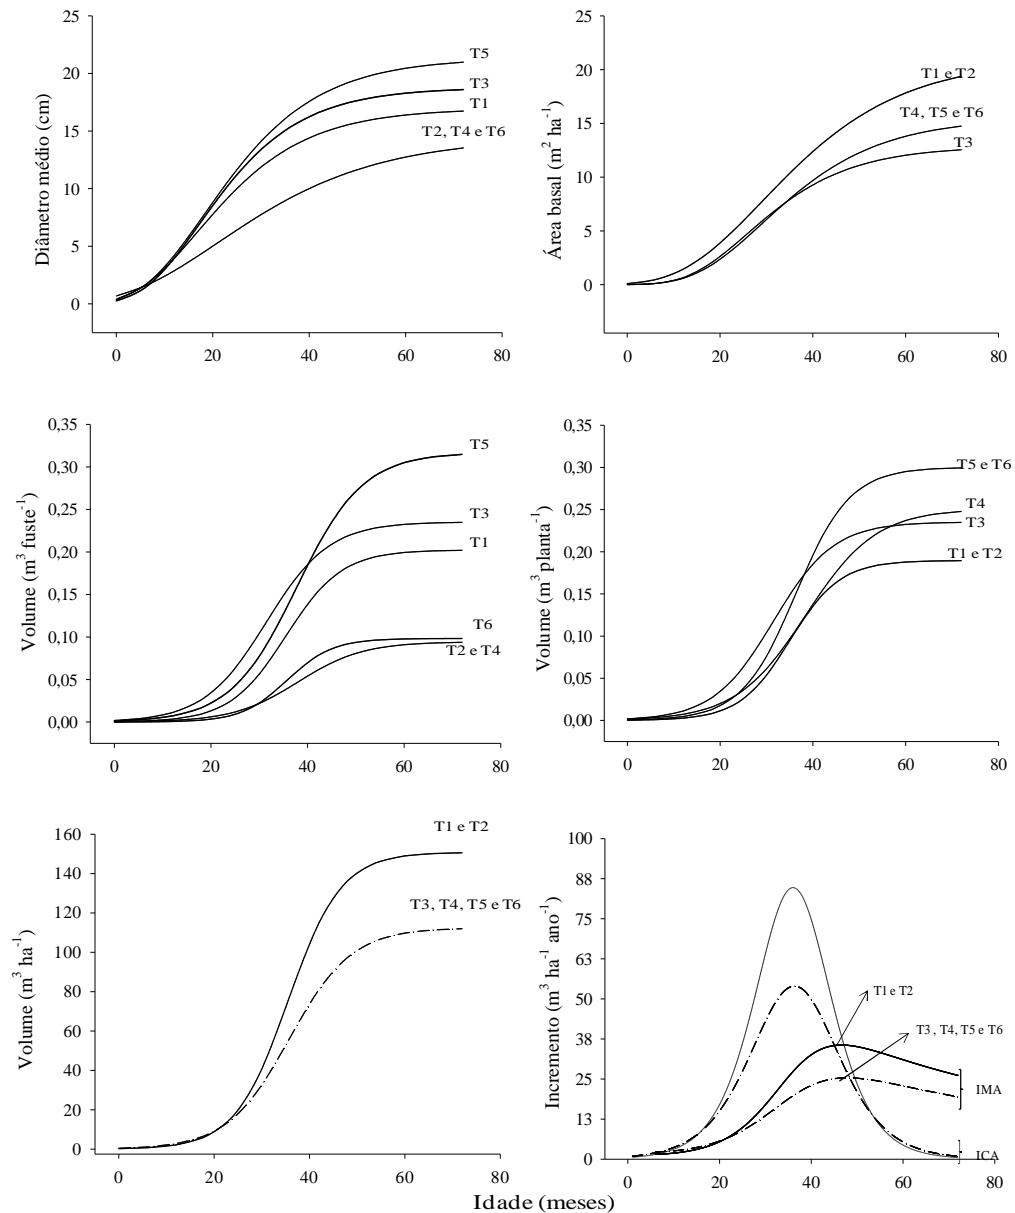 Diâmetro médio (cm)
25
20
15
10
5
0
T5
T3
T1
T2, T4 e T6
0 20 40 60 80
Área basal (m² ha⁻¹)
25
20
15
10
5
0
T1 e T2
T4, T5 e T6
T3
0 20 40 60 80
Volume (m³ fuste⁻¹)
0,35
0,30
0,25
0,20
0,15
0,10
0,05
0,00
T5
T3
T1
T6
T2 e T4
0 20 40 60 80
Volume (m³ planta⁻¹)
0,35
0,30
0,25
0,20
0,15
0,10
0,05
0,00
T5 e T6
T4
T3
T1 e T2
0 20 40 60 80
Volume (m³ ha⁻¹)
160
140
120
100
80
60
40
20
0
T1 e T2
T3, T4, T5 e T6
0 20 40 60 80
Incremento (m³ ha⁻¹ ano⁻¹)
100
88
75
63
50
38
25
13
0
T1 e T2
T3 , T4, T5 e T6
IMA
ICA
0 20 40 60 80
Idade (meses)